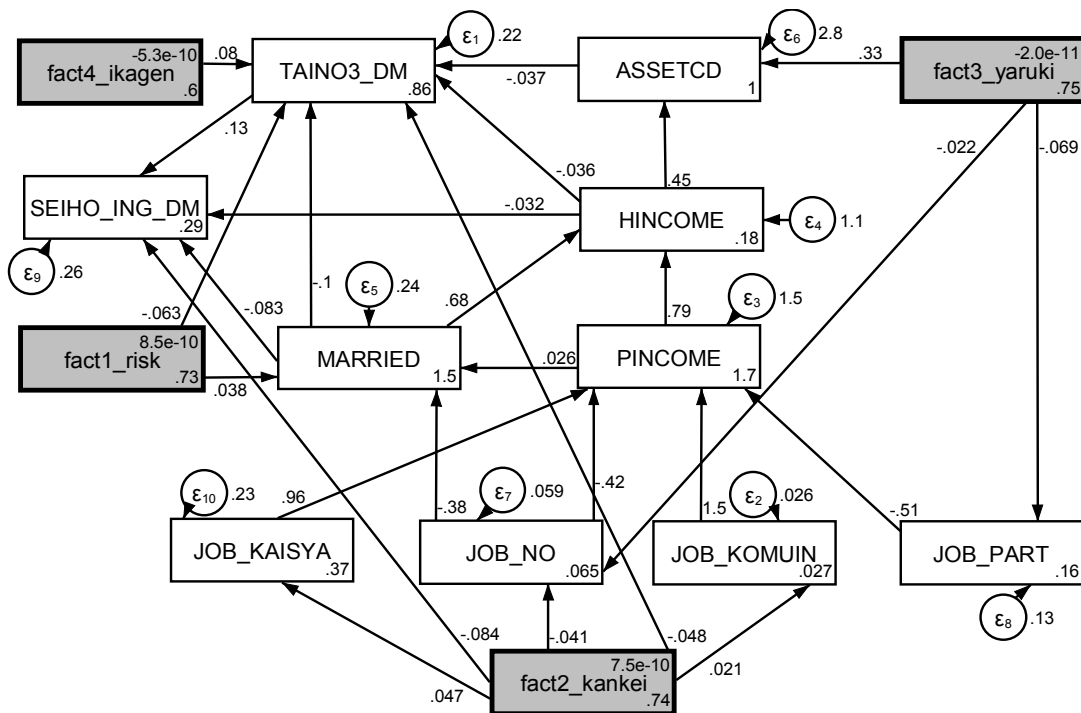 -5.3e-10
fact4_ikagen
.6
.08
ε1
.22
TAINO3_DM
.86
-.037
ε6
2.8
ASSETCD
1
.33
-2.0e-11
fact3_yaruki
.75
.13
-.036
.45
-.022
-.069
SEIHO_ING_DM
.29
-.032
HINCOME
.18
ε4
1.1
ε9
.26
-.063
-.083
-.1
ε5
.24
.68
.79
ε3
1.5
8.5e-10
fact1_risk
.73
.038
MARRIED
1.5
.026
PINCOME
1.7
ε10
.23
.96
-.38
ε7
.059
-.42
1.5
ε2
.026
-.51
JOB_KAISYA
.37
JOB_NO
.065
JOB_KOMUIN
.027
JOB_PART
.16
ε8
.13
-.084
-.041
-.048
.047
7.5e-10
fact2_kankei
.74
.021